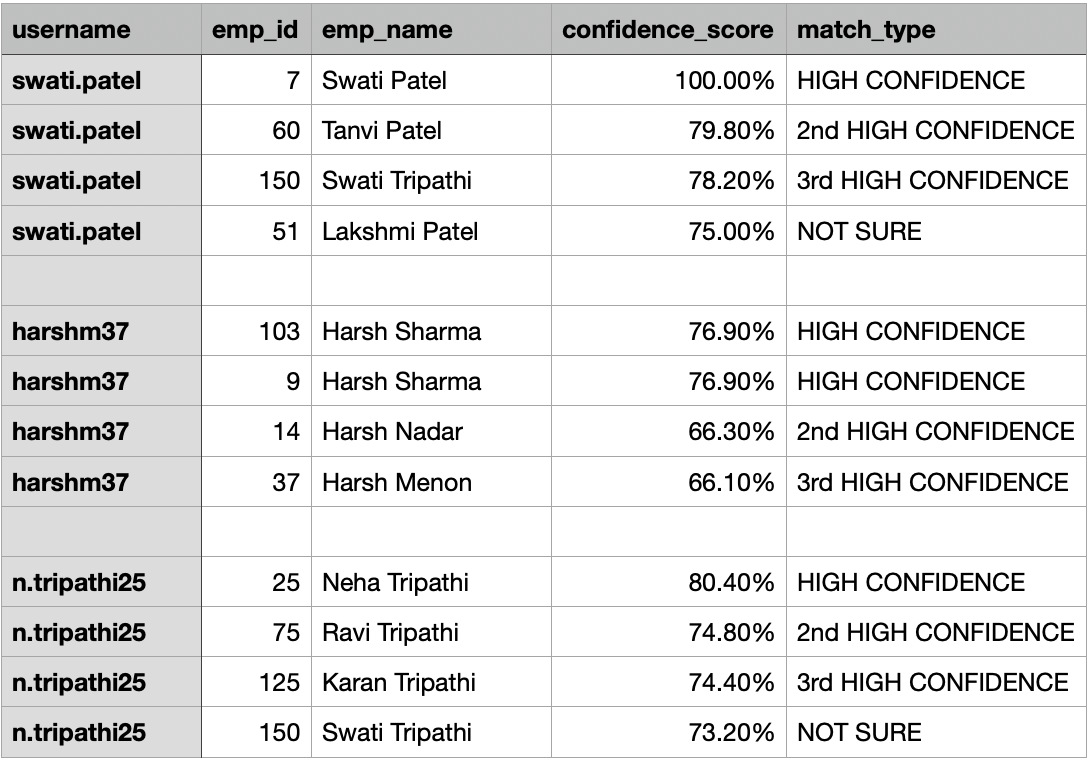 username emp_id emp_name confidence_score match_type
swati.patel 7 Swati Patel 100.00% HIGH CONFIDENCE
swati.patel 60 Tanvi Patel 79.80% 2nd HIGH CONFIDENCE
swati.patel 150 Swati Tripathi 78.20% 3rd HIGH CONFIDENCE
swati.patel 51 Lakshmi Patel 75.00% NOT SURE
harshm37 103 Harsh Sharma 76.90% HIGH CONFIDENCE
harshm37 9 Harsh Sharma 76.90% HIGH CONFIDENCE
harshm37 14 Harsh Nadar 66.30% 2nd HIGH CONFIDENCE
harshm37 37 Harsh Menon 66.10% 3rd HIGH CONFIDENCE
n.tripathi25 25 Neha Tripathi 80.40% HIGH CONFIDENCE
n.tripathi25 75 Ravi Tripathi 74.80% 2nd HIGH CONFIDENCE
n.tripathi25 125 Karan Tripathi 74.40% 3rd HIGH CONFIDENCE
n.tripathi25 150 Swati Tripathi 73.20% NOT SURE